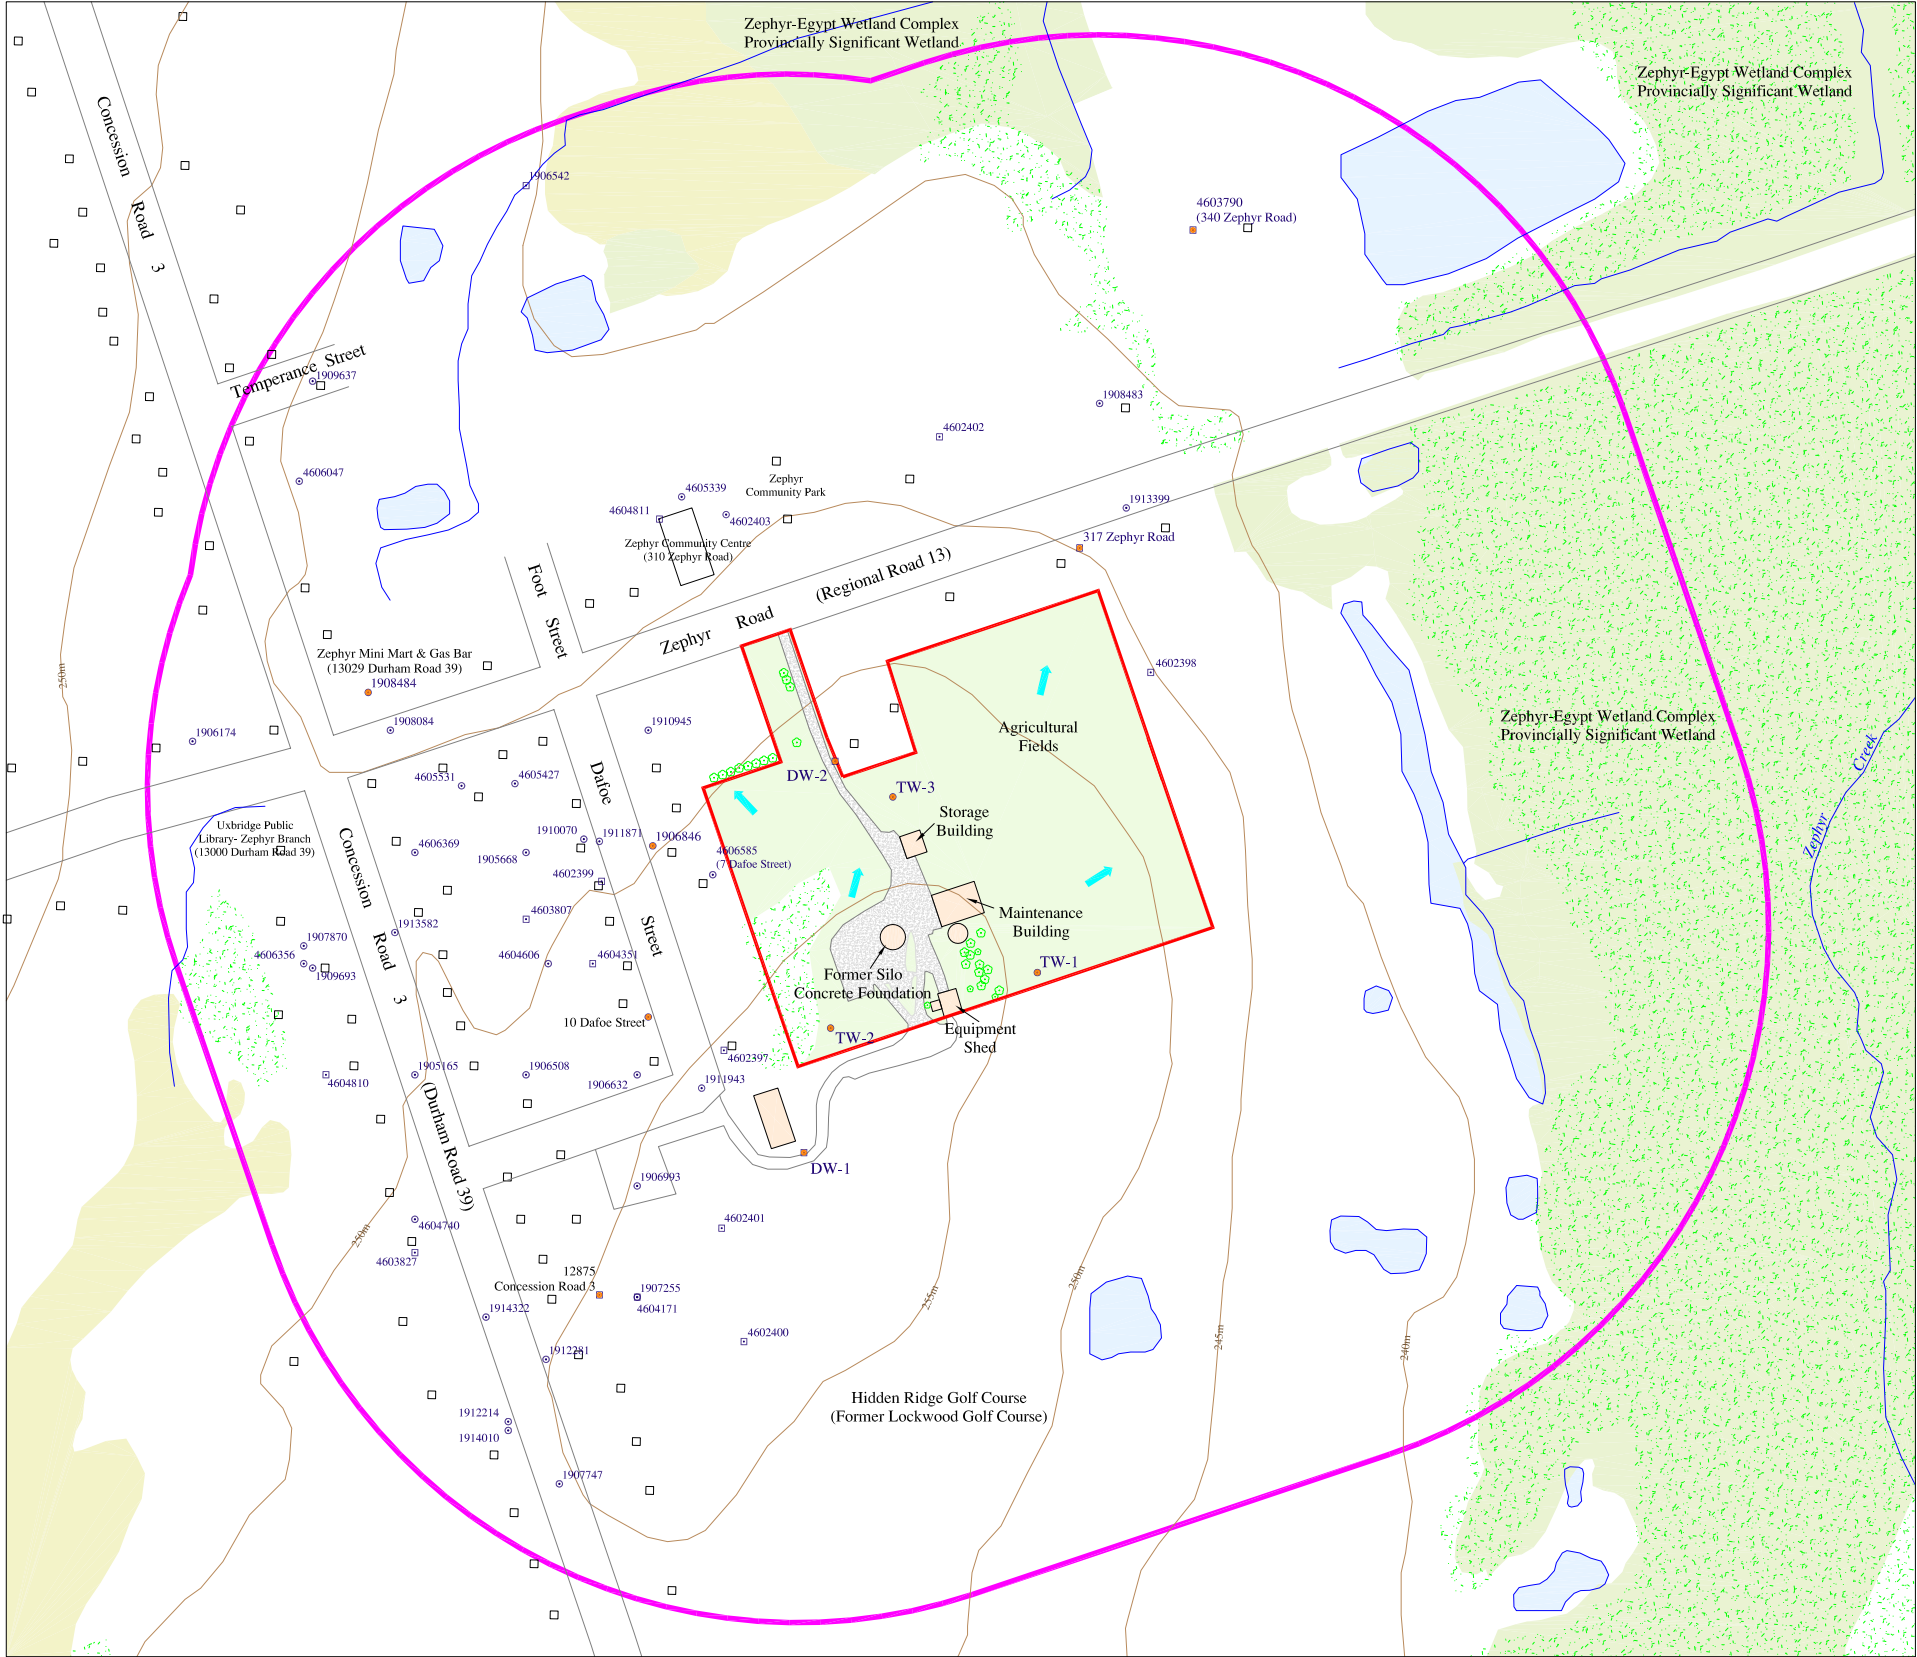 Zephyr-Egypt Wetland Complex
Provincially Significant Wetland
Zephyr-Egypt Wetland Complex
Provincially Significant Wetland
Concession
Road
3
1906542
4603790
(340 Zephyr Road)
Temperance Street
1909637
1908483
4602402
4606047
Zephyr
Community Park
4605339
4604811
4602403
1913399
Zephyr Community Centre
(310 Zephyr Road)
317 Zephyr Road
Foot
Street
Zephyr Road (Regional Road 13)
Zephyr Mini Mart & Gas Bar
(13029 Durham Road 39)
1908484
250m
4602398
1906174
1908084
1910945
Agricultural
Fields
Zephyr-Egypt Wetland Complex
Provincially Significant Wetland
Zephyr Creek
4605531
4605427
Dafoe
Street
DW-2
TW-3
Storage
Building
Uxbridge Public
Library- Zephyr Branch
(13000 Durham Road 39)
Concession
Road
3
(Durham Road 39)
4606369
1910070
1911871
1905668
1906846
4606585
(7 Dafoe Street)
4602399
1913582
4603807
Maintenance
Building
1907870
4606356
1909693
4604606
4604351
TW-1
Former Silo
Concrete Foundation
10 Dafoe Street
TW-2
Equipment
Shed
4602397
4604810
1905165
1906508
1906632
1911943
DW-1
1906993
4604740
4603827
250m
4602401
12875
Concession Road 3
1907255
4604171
1914322
4602400
1912281
255m
250m
245m
240m
Hidden Ridge Golf Course
(Former Lockwood Golf Course)
1912214
1914010
1907747